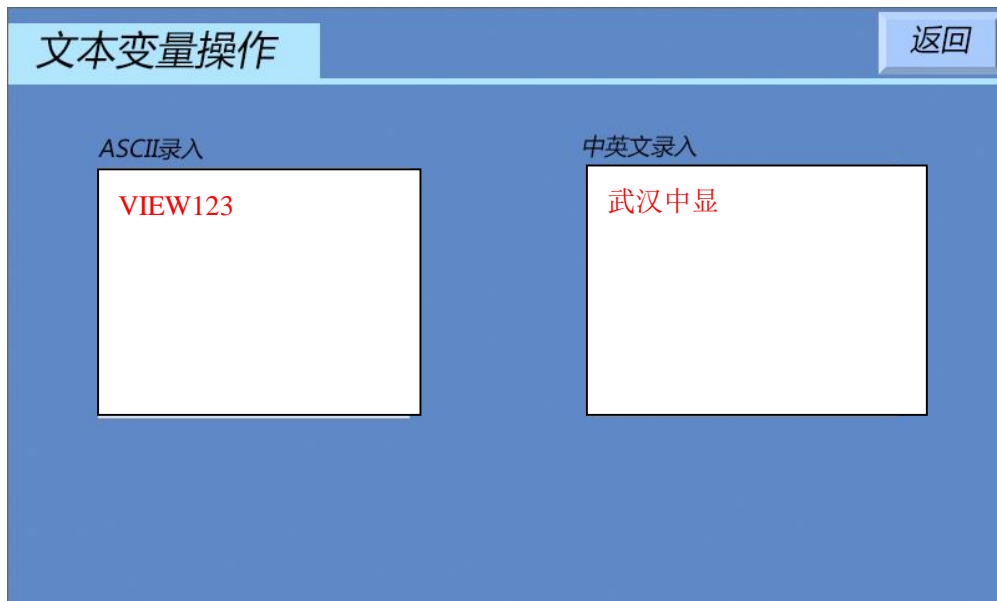 文本变量操作
返回
ASCII录入
中英文录入
VIEW123
武汉中显